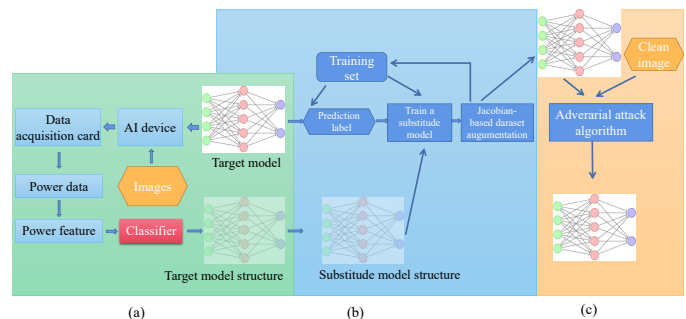 Data
acquisition card
AI device
Target model
Power data
Images
Power feature
Classifier
Target model structure
Training
set
Prediction
label
Train a
substitude
model
Jacobian-
based daraset
augumentation
Substitude model structure
Clean
image
Adversarial attack
algorithm
(a)
(b)
(c)